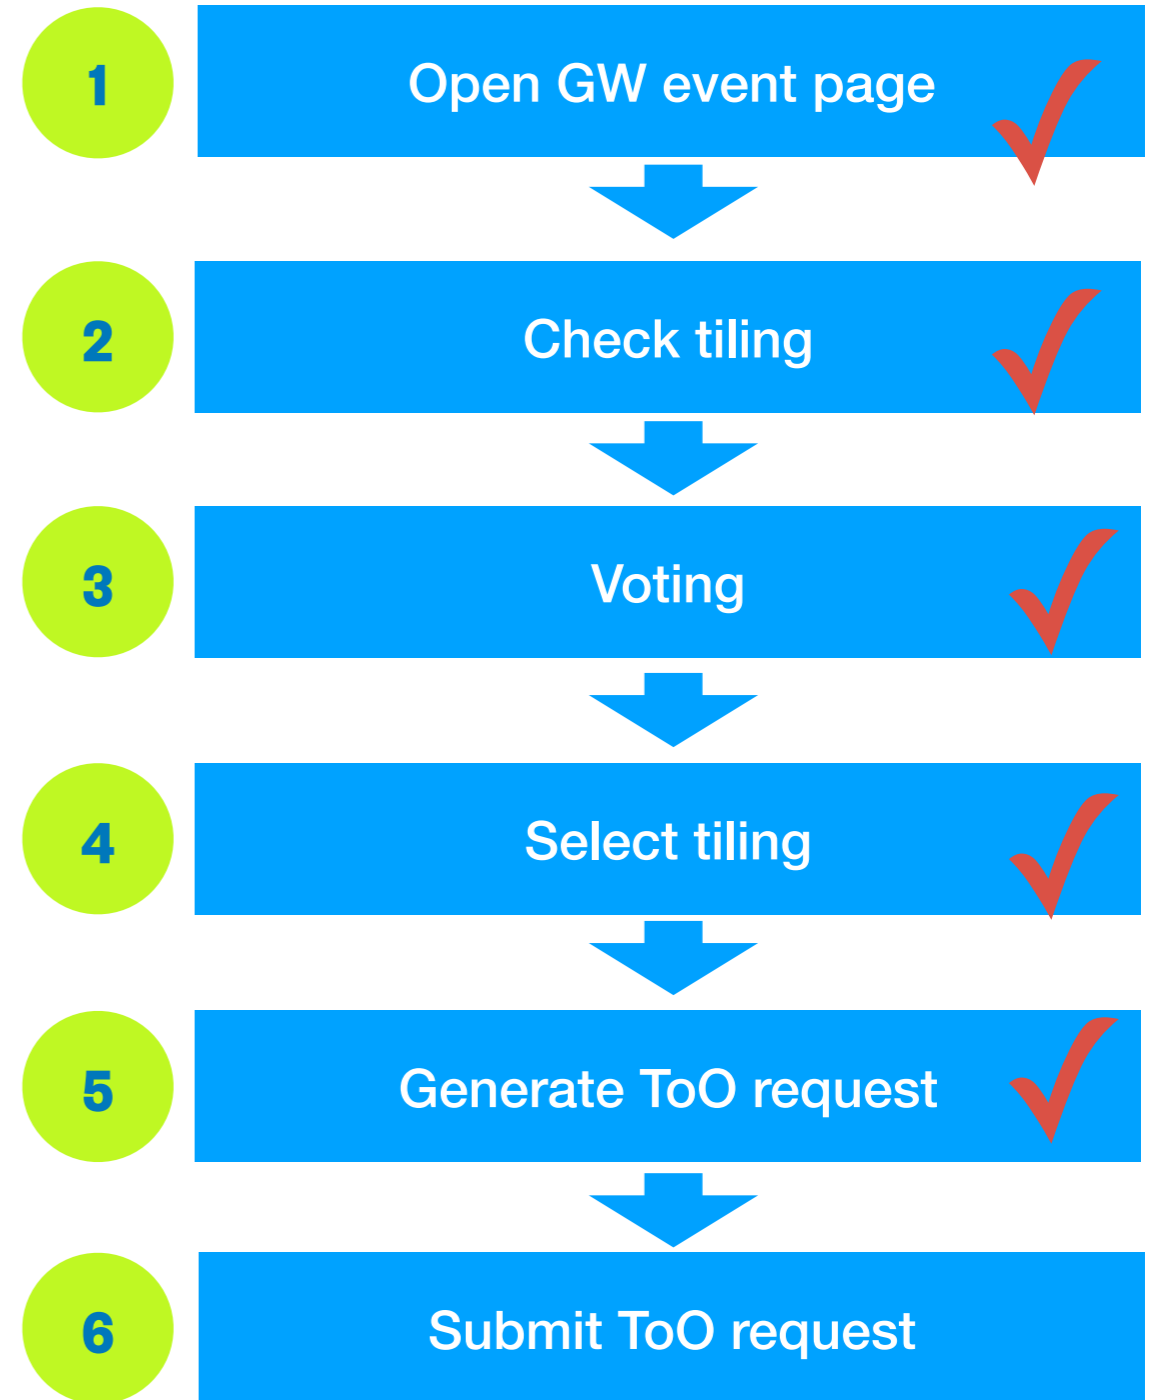 1
Open GW event page
2
Check tiling
3
Voting
4
Select tiling
5
Generate ToO request
6
Submit ToO request